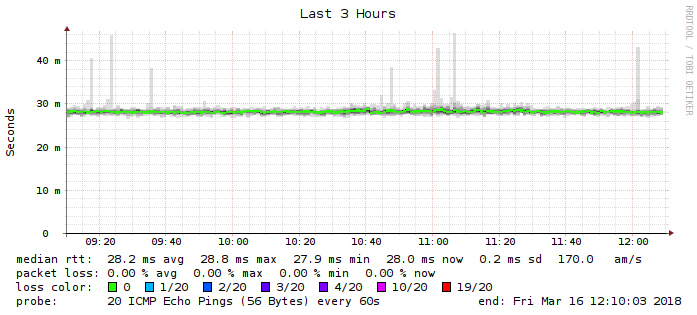 Last 3 Hours
RRDTOOL / TOBI OETIKER
Seconds
40 m
30 m
20 m
10 m
0
09:20 09:40 10:00 10:20 10:40 11:00 11:20 11:40 12:00
median rtt: 28.2 ms avg 28.8 ms max 27.9 ms min 28.0 ms now 0.2 ms sd 170.0 am/s
packet loss: 0.00 % avg 0.00 % max 0.00 % min 0.00 % now
loss color: 0 1/20 2/20 3/20 4/20 10/20 19/20
probe: 20 ICMP Echo Pings (56 Bytes) every 60s end: Fri Mar 16 12:10:03 2018